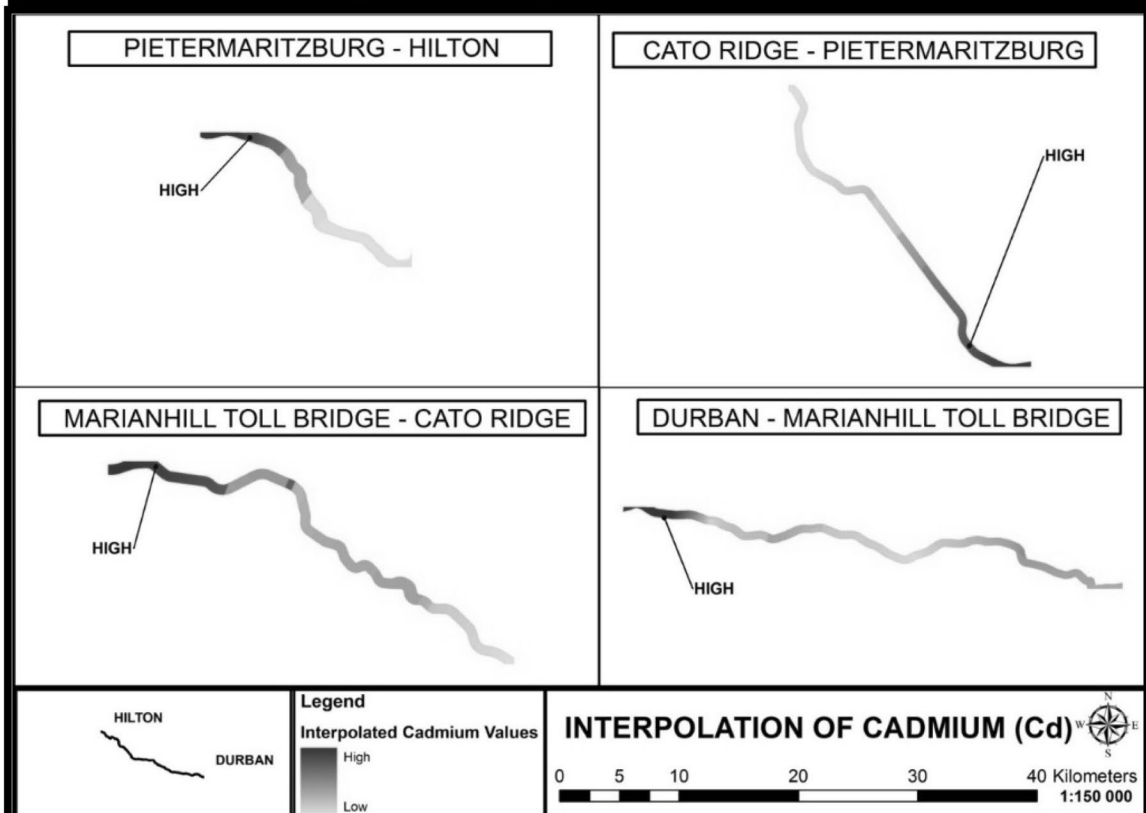 PIETERMARITZBURG - HILTON
HIGH
CATO RIDGE - PIETERMARITZBURG
HIGH
MARIANHILL TOLL BRIDGE - CATO RIDGE
HIGH
DURBAN - MARIANHILL TOLL BRIDGE
HIGH
HILTON
DURBAN
Legend
Interpolated Cadmium Values
High
Low
INTERPOLATION OF CADMIUM (Cd)
N
W E
S
0 5 10 20 30 40 Kilometers
1:150 000